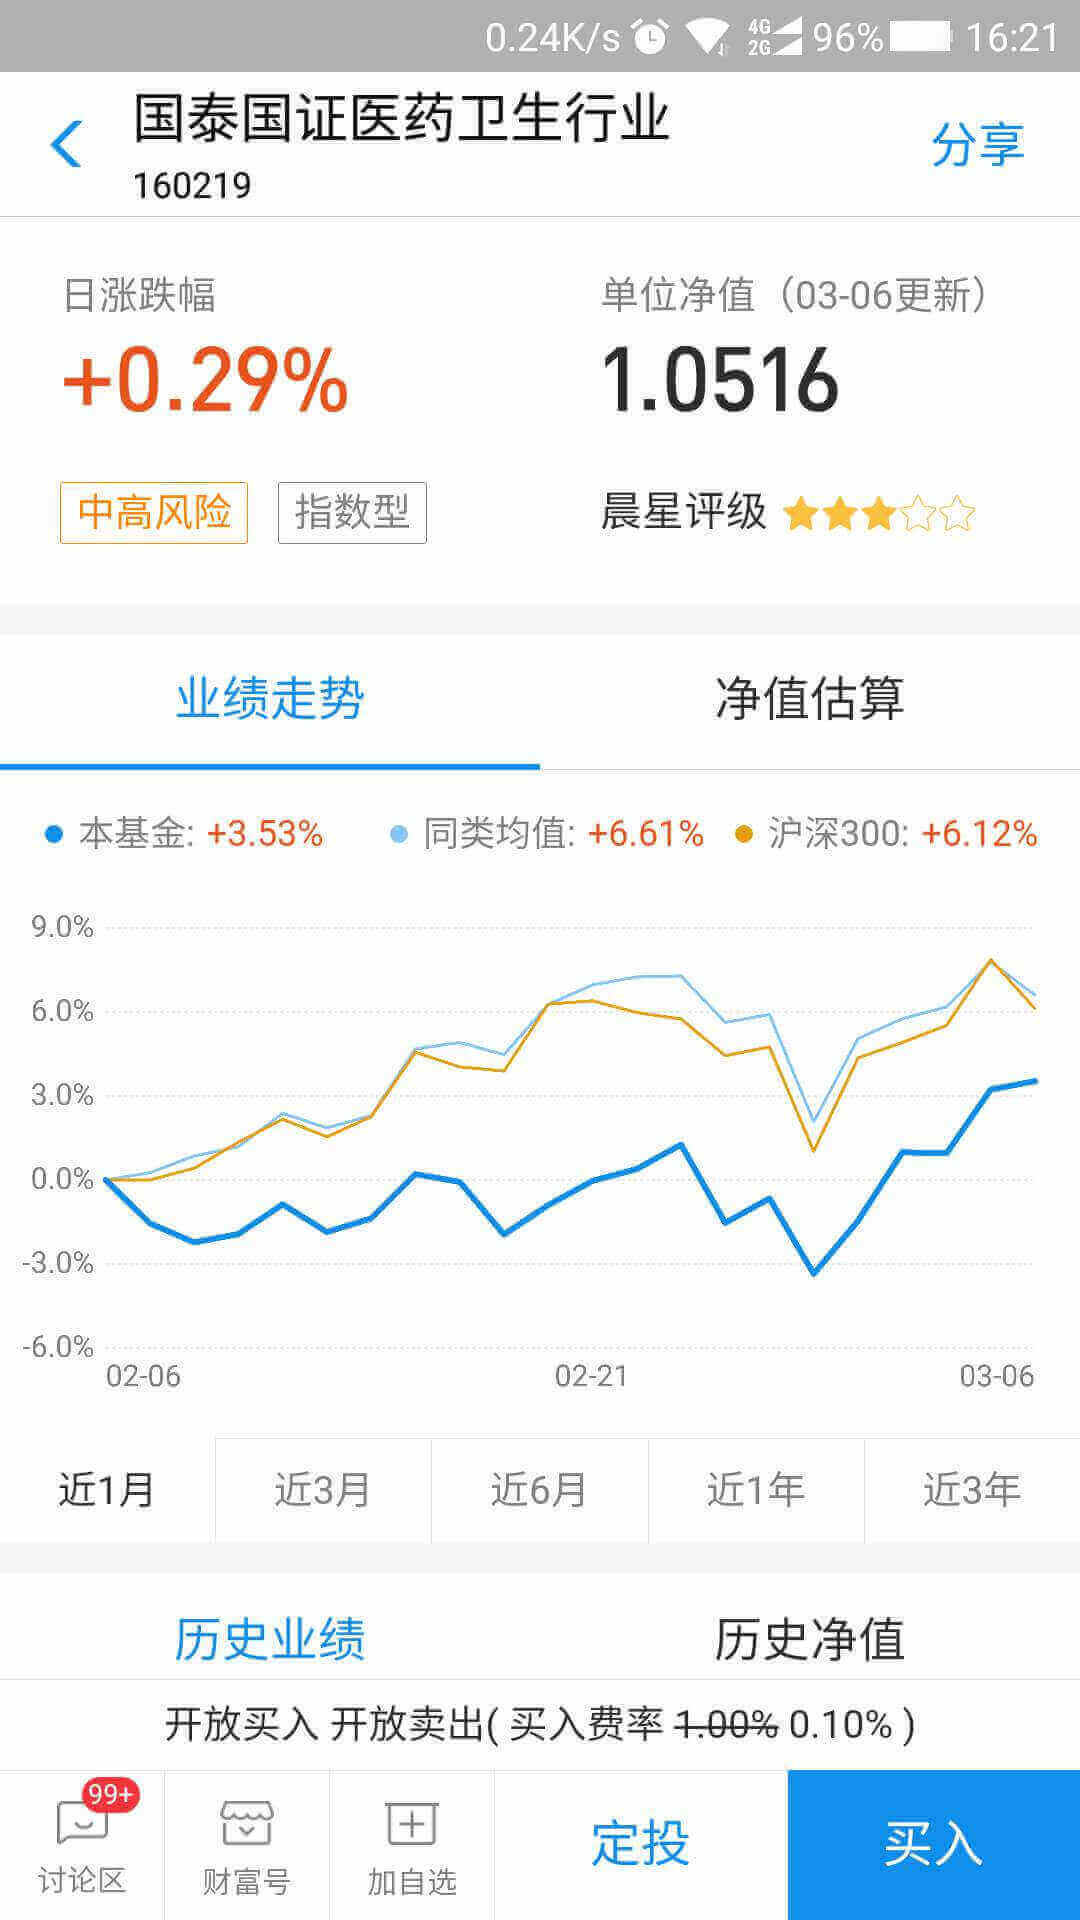 0.24K/s 4G 2G 96% 16:21
国泰国证医药卫生行业
160219
分享
日涨跌幅 单位净值（03-06更新）
+0.29% 1.0516
中高风险 指数型 晨星评级
业绩走势 净值估算
本基金: +3.53% 同类均值: +6.61% 沪深300: +6.12%
9.0%
6.0%
3.0%
0.0%
-3.0%
-6.0%
02-06 02-21 03-06
近1月 近3月 近6月 近1年 近3年
历史业绩 历史净值
开放买入 开放卖出( 买入费率 1.00% 0.10% )
99+
讨论区 财富号 加自选 定投 买入